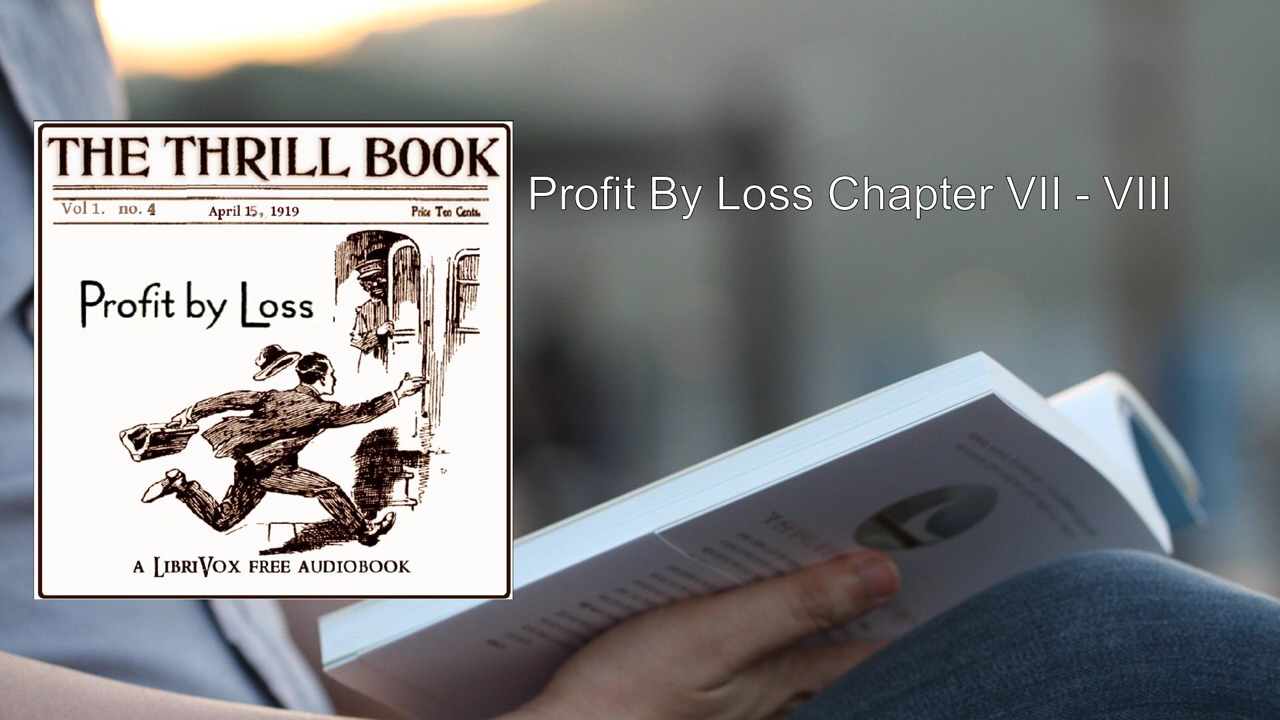 THE THRILL BOOK
Vol 1. no. 4 April 15, 1919 Price Ten Cents.
Profit by Loss
A LIBRIVOX FREE AUDIOBOOK
Profit By Loss Chapter VII - VIII